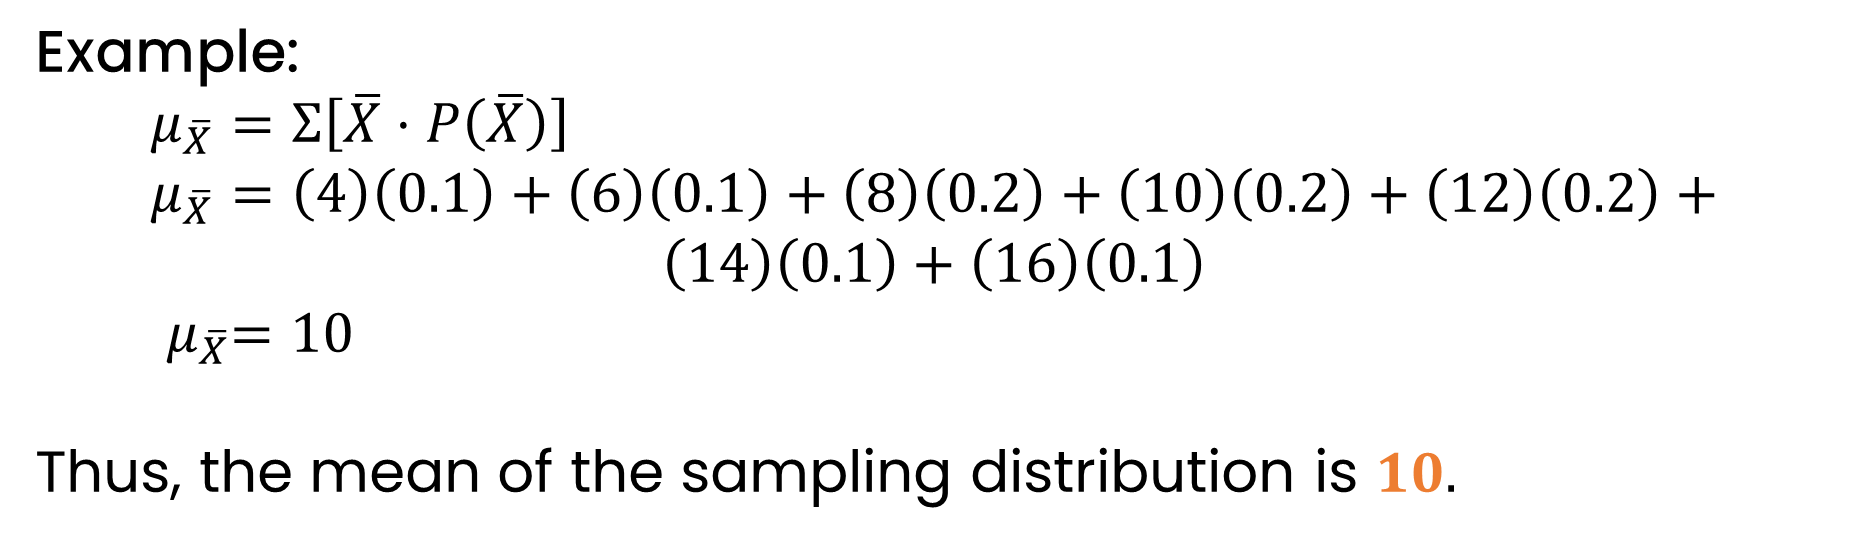 Example:
μ_X̄ = Σ[X̄ · P(X̄)]
μ_X̄ = (4)(0.1) + (6)(0.1) + (8)(0.2) + (10)(0.2) + (12)(0.2) +
(14)(0.1) + (16)(0.1)
μ_X̄ = 10
Thus, the mean of the sampling distribution is 10.